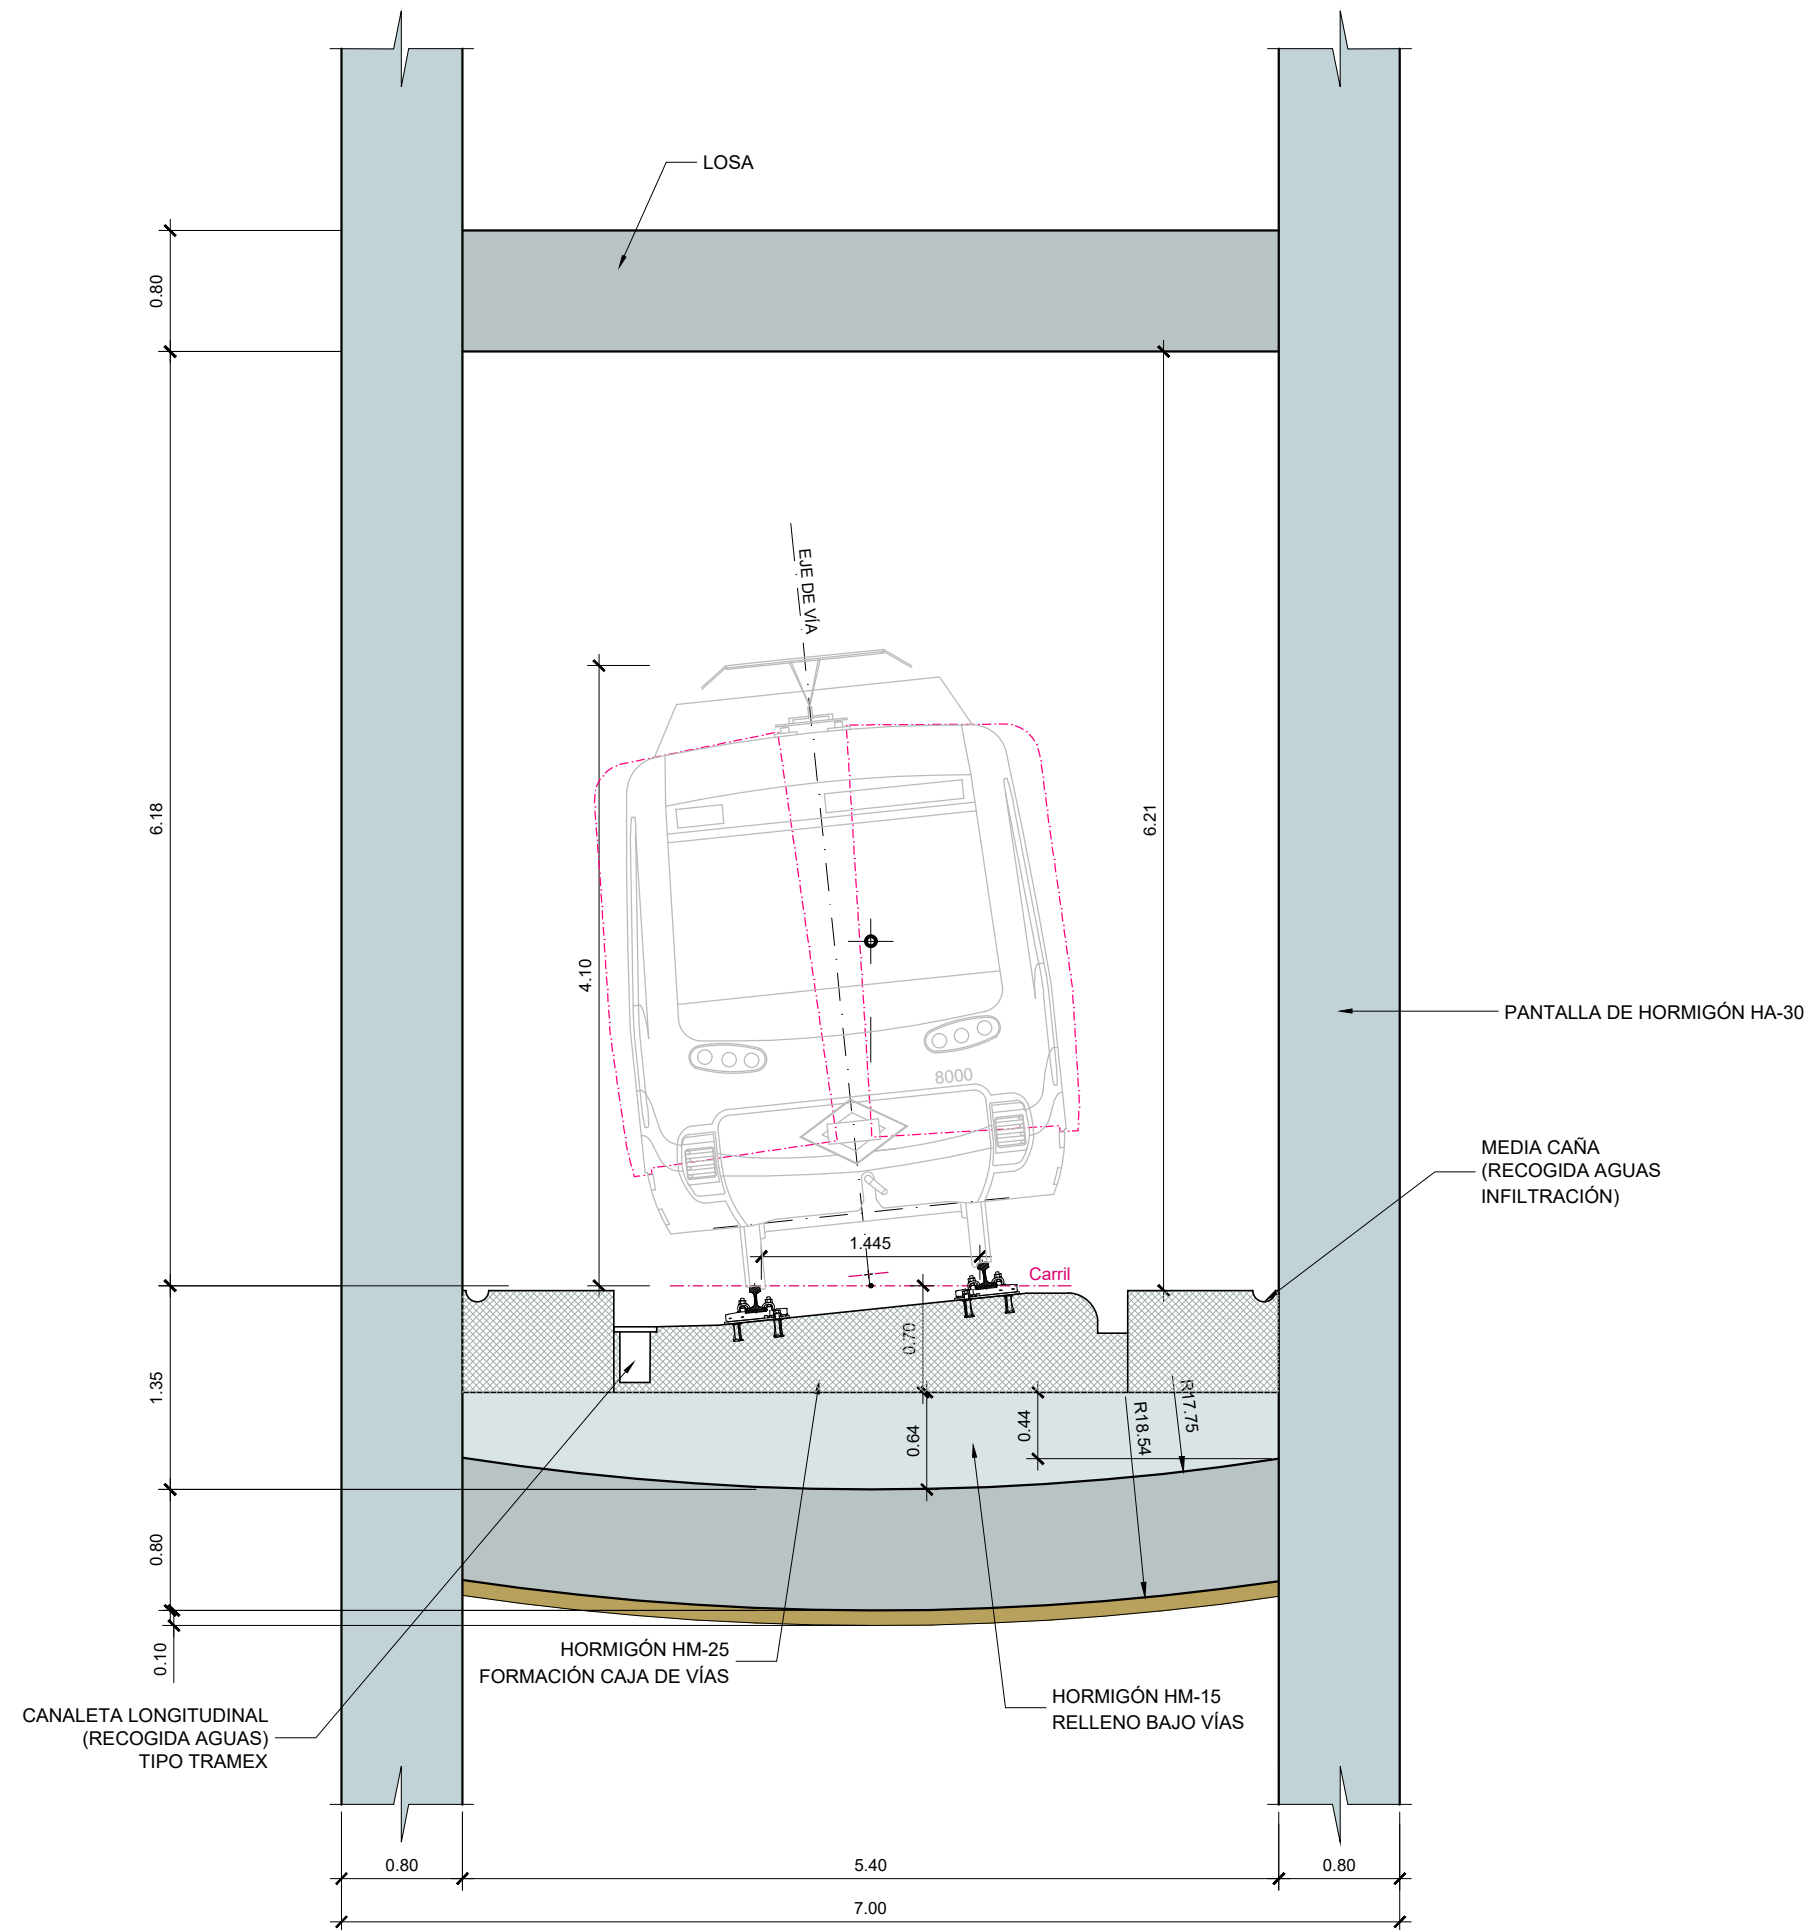 LOSA
0.80
EJE DE VÍA
6.18
6.21
4.10
PANTALLA DE HORMIGÓN HA-30
8000
MEDIA CAÑA
(RECOGIDA AGUAS
INFILTRACIÓN)
1.445
Carril
0.70
1.35
R17.75
R18.54
0.44
0.64
0.80
0.10
HORMIGÓN HM-25
FORMACIÓN CAJA DE VÍAS
HORMIGÓN HM-15
RELLENO BAJO VÍAS
CANALETA LONGITUDINAL
(RECOGIDA AGUAS)
TIPO TRAMEX
0.80
5.40
0.80
7.00